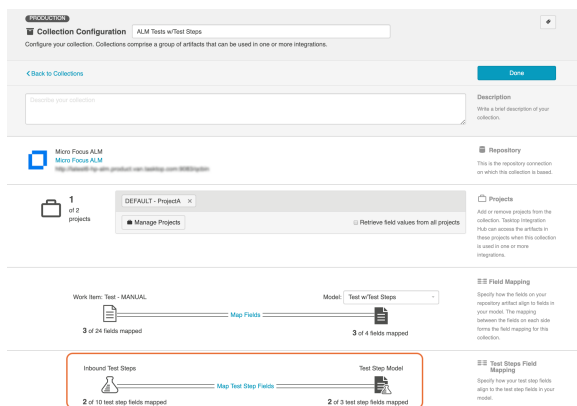 PRODUCTION
Collection Configuration
ALM Tests w/Test Steps
Configure your collection. Collections comprise a group of artifacts that can be used in one or more integrations.
Back to Collections
Done
Describe your collection
Description
Write a brief description of your
collection.
Micro Focus ALM
Micro Focus ALM
Repository
This is the repository connection
on which this collection is based.
1
of 2
projects
DEFAULT - ProjectA ×
Manage Projects
Retrieve field values from all projects
Projects
Add or remove projects from the
collection. Tasktop Integration
Hub can access the artifacts in
these projects when this collection
is used in one or more
integrations.
Work Item: Test - MANUAL
Model: Test w/Test Steps
Map Fields
3 of 24 fields mapped
3 of 4 fields mapped
Field Mapping
Specify how the fields on your
repository artifact align to fields in
your model. The mapping
between the fields on each side
forms the field mapping for this
collection.
Inbound Test Steps
Test Step Model
Map Test Step Fields
2 of 10 test step fields mapped
2 of 3 test step fields mapped
Test Steps Field
Mapping
Specify how your test step fields
align to the test step fields in your
model.